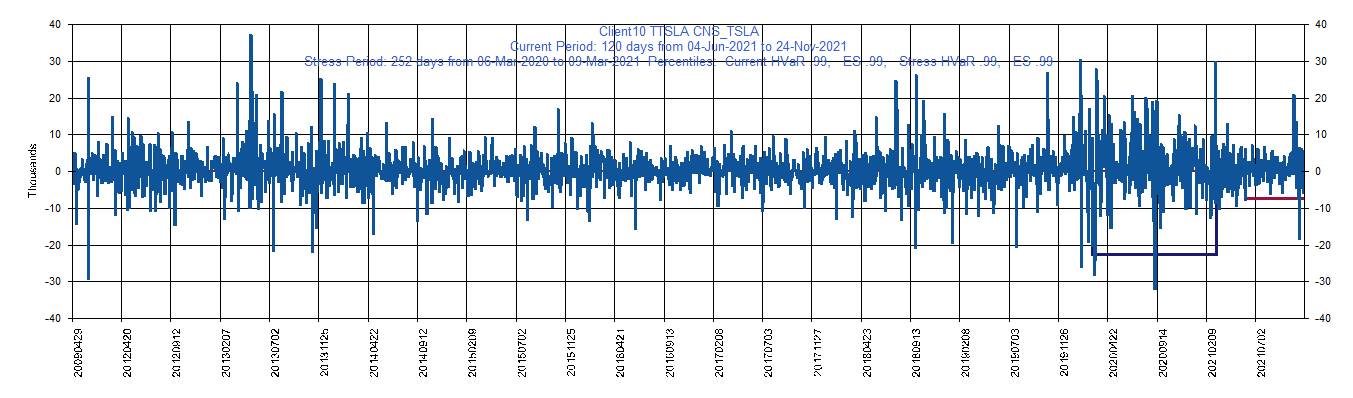 Client10 TTSLA CNS_TSLA
Current Period: 120 days from 04-Jun-2021 to 24-Nov-2021
Stress Period: 252 days from 06-Mar-2020 to 09-Mar-2021 Percentiles: Current HVaR .99, ES .99, Stress HVaR .99, ES .99
40 40
30 30
20 20
10 10
0 0
-10 -10
-20 -20
-30 -30
-40 -40
Thousands
20090429 20120420 20120912 20130207 20130702 20131125 20140422 20140912 20150209 20150702 20151125 20160421 20160913 20170208 20170703 20171127 20180423 20180913 20190208 20190703 20191126 20200422 20200914 20210209 20210702